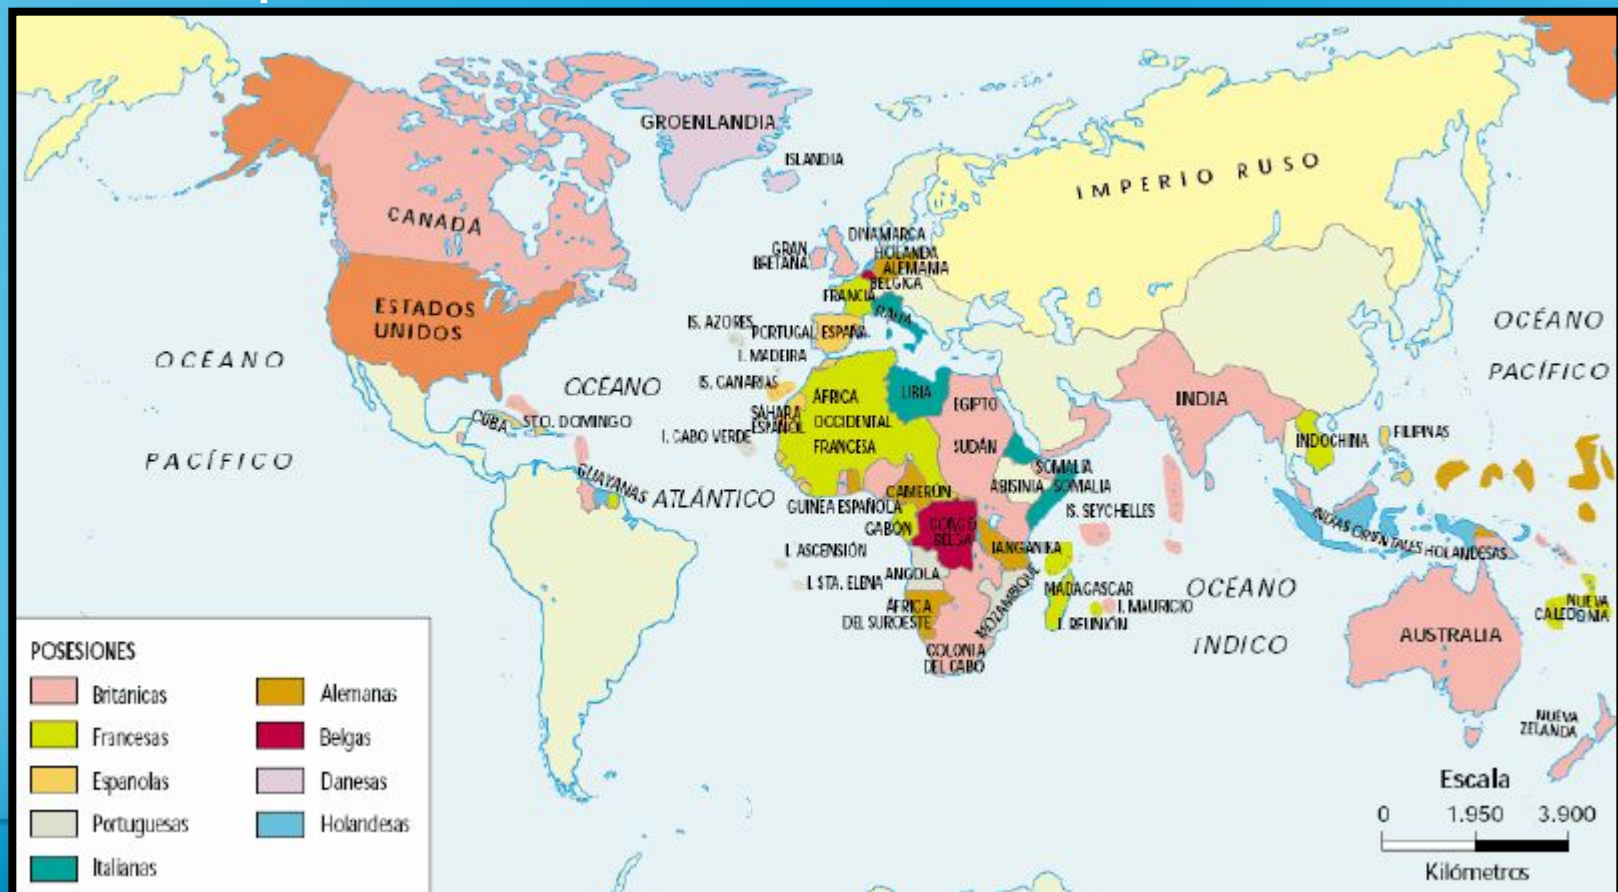 GROENLANDIA
ISLANDIA
IMPERIO RUSO
CANADÁ
DINAMARCA
GRAN
BRETAÑA
HOLANDA
ALEMANIA
BÉLGICA
FRANCIA
ITALIA
ESTADOS
UNIDOS
IS. AZORES
PORTUGAL
ESPAÑA
I. MADEIRA
OCÉANO
PACÍFICO
OCÉANO
ATLÁNTICO
OCÉANO
PACÍFICO
IS. CANARIAS
SÁHARA
ESPAÑOL
ÁFRICA
OCCIDENTAL
FRANCESA
LIBIA
EGIPTO
INDIA
CUBA
STO. DOMINGO
I. CABO VERDE
SUDÁN
INDOCHINA
FILIPINAS
GUAYANAS
SOMALIA
ABISINIA
SOMALIA
CAMERÚN
GUINEA ESPAÑOLA
GABÓN
CONGO
BELGA
IS. SEYCHELLES
INDIAS ORIENTALES HOLANDESAS
I. ASCENSIÓN
TANGANIKA
I. STA. ELENA
ANGOLA
MOZAMBIQUE
MADAGASCAR
I. MAURICIO
I. REUNIÓN
OCÉANO
ÍNDICO
ÁFRICA
DEL SUROESTE
COLONIA
DEL CABO
NUEVA
CALEDONIA
AUSTRALIA
NUEVA
ZELANDA
POSESIONES
Británicas
Francesas
Españolas
Portuguesas
Italianas
Alemanas
Belgas
Danesas
Holandesas
Escala
0 1.950 3.900
Kilómetros